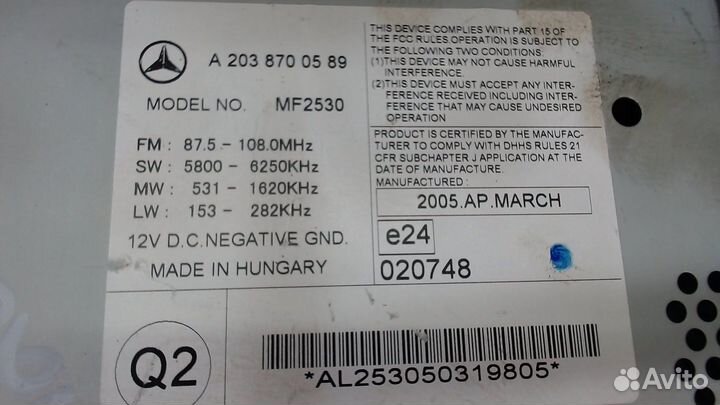 A 203 870 05 89
MODEL NO. MF2530
FM : 87.5 - 108.0MHz
SW : 5800 - 6250KHz
MW : 531 - 1620KHz
LW : 153 - 282KHz
12V D.C.NEGATIVE GND.
MADE IN HUNGARY
THIS DEVICE COMPLIES WITH PART 15 OF
THE FCC RULES OPERATION IS SUBJECT TO
THE FOLLOWING TWO CONDITIONS:
(1)THIS DEVICE MAY NOT CAUSE HARMFUL
INTERFERENCE.
(2)THIS DEVICE MUST ACCEPT ANY INTER-
FERENCE RECEIVED INCLUDING INTER-
FERENCE THAT MAY CAUSE UNDESIRED
OPERATION
PRODUCT IS CERTIFIED BY THE MANUFAC-
TURER TO COMPLY WITH DHHS RULES 21
CFR SUBCHAPTER J APPLICATION AT THE
DATE OF MANUFACTURE.
MANUFACTURED :
2005.AP.MARCH
e24
020748
Q2
*AL253050319805*
Avito